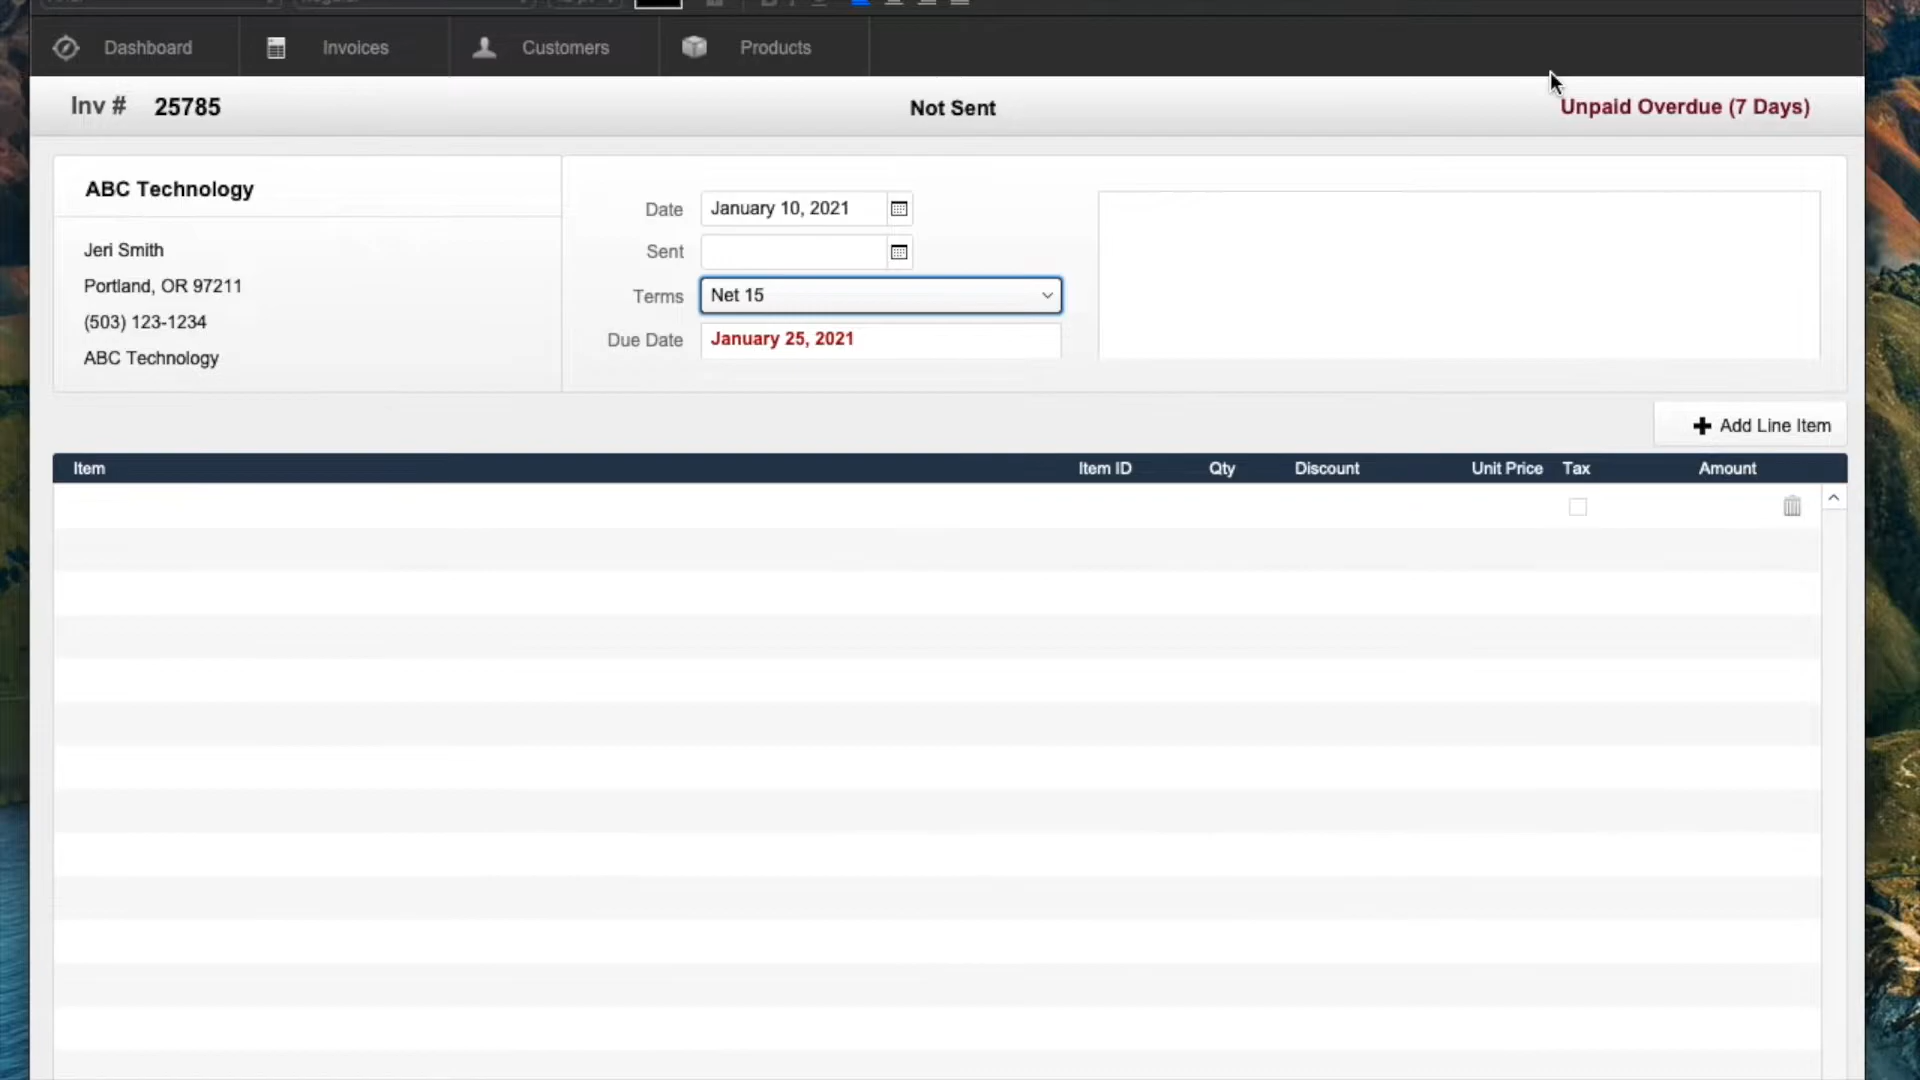 Dashboard
Invoices
Customers
Products
Inv # 25785
Not Sent
Unpaid Overdue (7 Days)
ABC Technology
Jeri Smith
Portland, OR 97211
(503) 123-1234
ABC Technology
Date January 10, 2021
Sent
Terms Net 15
Due Date January 25, 2021
Add Line Item
Item Item ID Qty Discount Unit Price Tax Amount